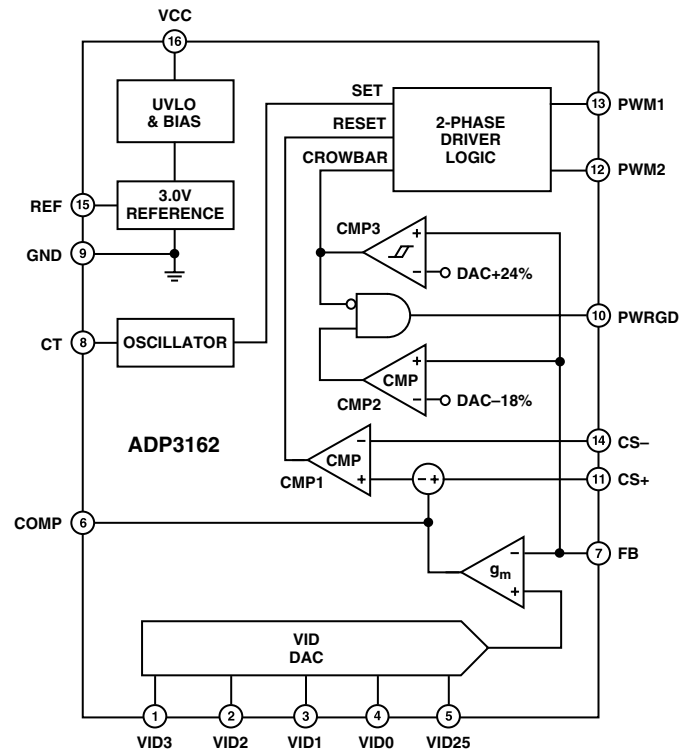 VCC
16
UVLO
& BIAS
SET
RESET
CROWBAR
2-PHASE
DRIVER
LOGIC
13
PWM1
12
PWM2
REF
15
3.0V
REFERENCE
GND
9
CMP3
+
–
DAC+24%
CT
8
OSCILLATOR
10
PWRGD
CMP
+
–
CMP2
DAC–18%
ADP3162
CMP
–
+
CMP1
14
CS–
– +
11
CS+
COMP
6
gm
–
+
7
FB
VID
DAC
1
2
3
4
5
VID3
VID2
VID1
VID0
VID25